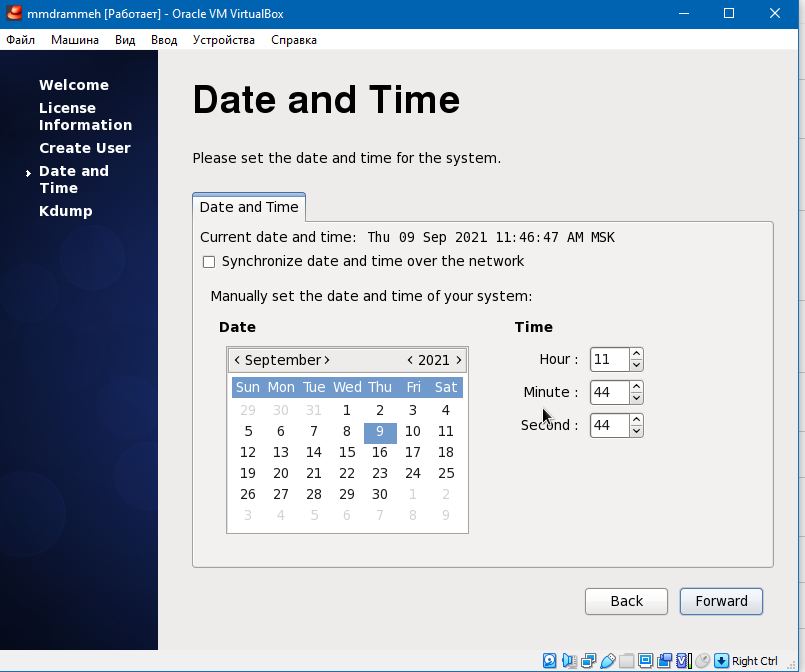 mmdrammeh [Работает] - Oracle VM VirtualBox
Файл Машина Вид Ввод Устройства Справка
Welcome
License
Information
Create User
Date and
Time
Kdump
Date and Time
Please set the date and time for the system.
Date and Time
Current date and time: Thu 09 Sep 2021 11:46:47 AM MSK
Synchronize date and time over the network
Manually set the date and time of your system:
Date
September 2021
Sun Mon Tue Wed Thu Fri Sat
29 30 31 1 2 3 4
5 6 7 8 9 10 11
12 13 14 15 16 17 18
19 20 21 22 23 24 25
26 27 28 29 30 1 2
3 4 5 6 7 8 9
Time
Hour : 11
Minute : 44
Second : 44
Back Forward
Right Ctrl